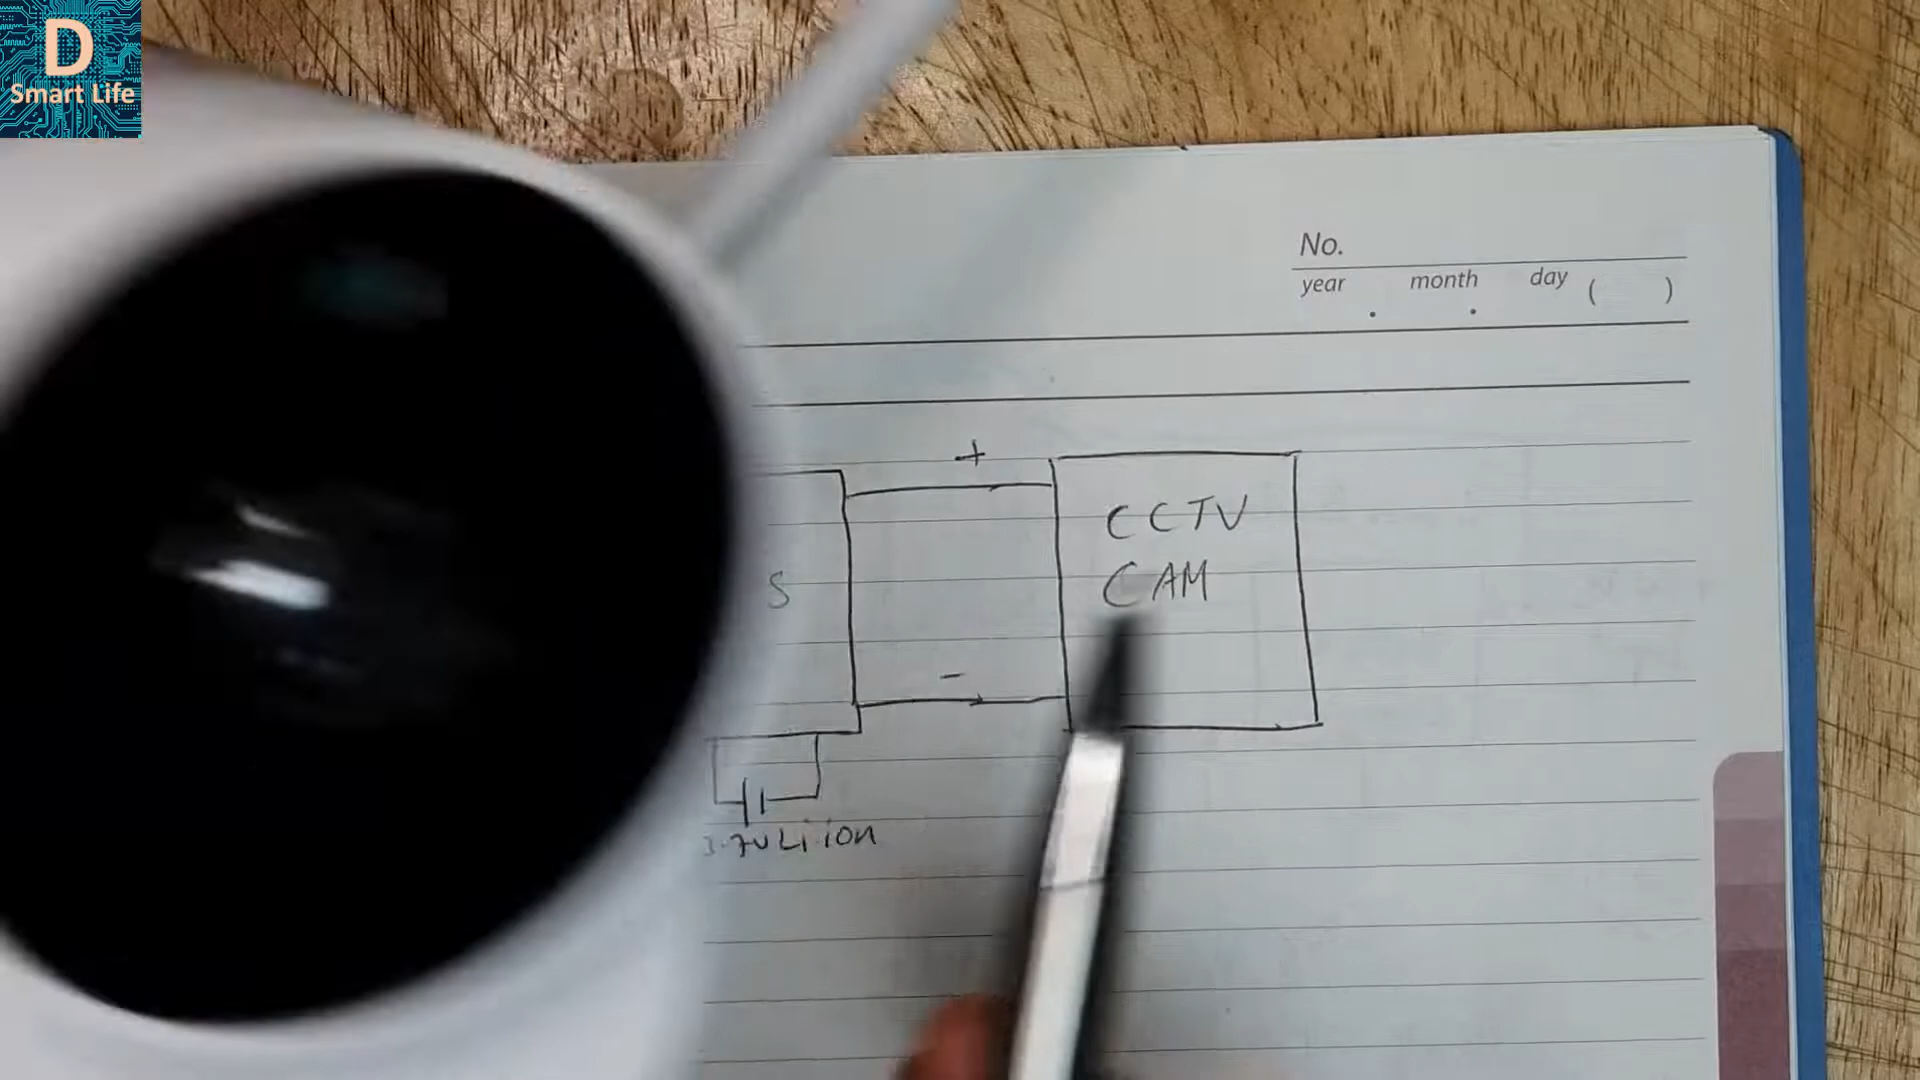 D
Smart Life
No.
year month day ( )
+
CCTV
CAM
S
-
3.7V Li.ion